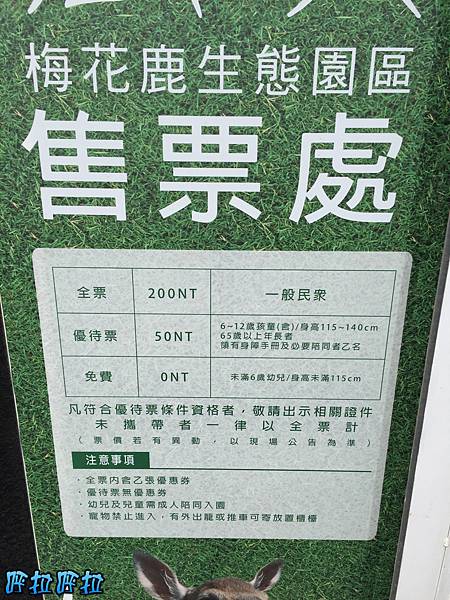 梅花鹿生態園區
售票處
全票 200NT 一般民眾
優待票 50NT 6~12歲孩童(含)/身高115~140cm
65歲以上年長者
領有身障手冊及必要陪同者乙名
免費 0NT 未滿6歲幼兒/身高未滿115cm
凡符合優待票條件資格者，敬請出示相關證件
未攜帶者一律以全票計
(票價若有異動，以現場公告為準)
注意事項
·全票內含乙張優惠券
·優待票無優惠券
·幼兒及兒童需成人陪同入園
·寵物禁止進入，有外出籠或推車可寄放置櫃檯
呼拉呼拉